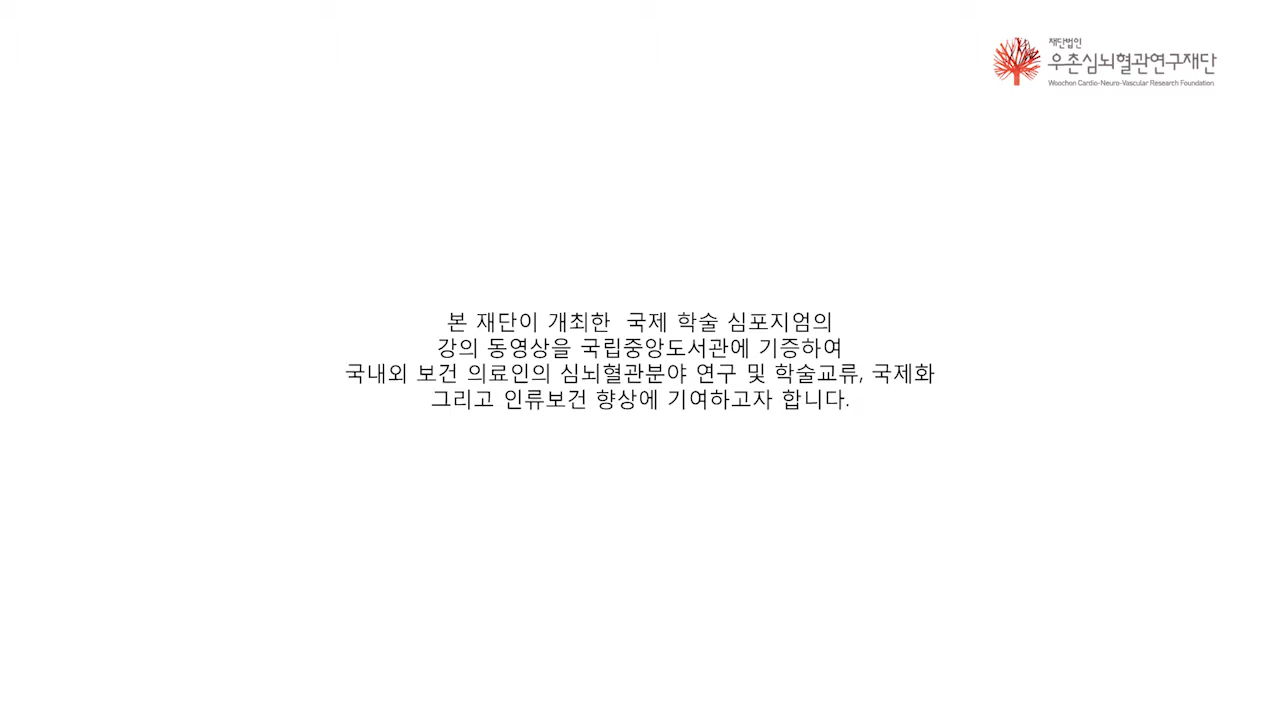 재단법인
우촌심뇌혈관연구재단
Woochon Cardio-Neuro-Vascular Research Foundation
본 재단이 개최한 국제 학술 심포지엄의
강의 동영상을 국립중앙도서관에 기증하여
국내외 보건 의료인의 심뇌혈관분야 연구 및 학술교류, 국제화
그리고 인류보건 향상에 기여하고자 합니다.